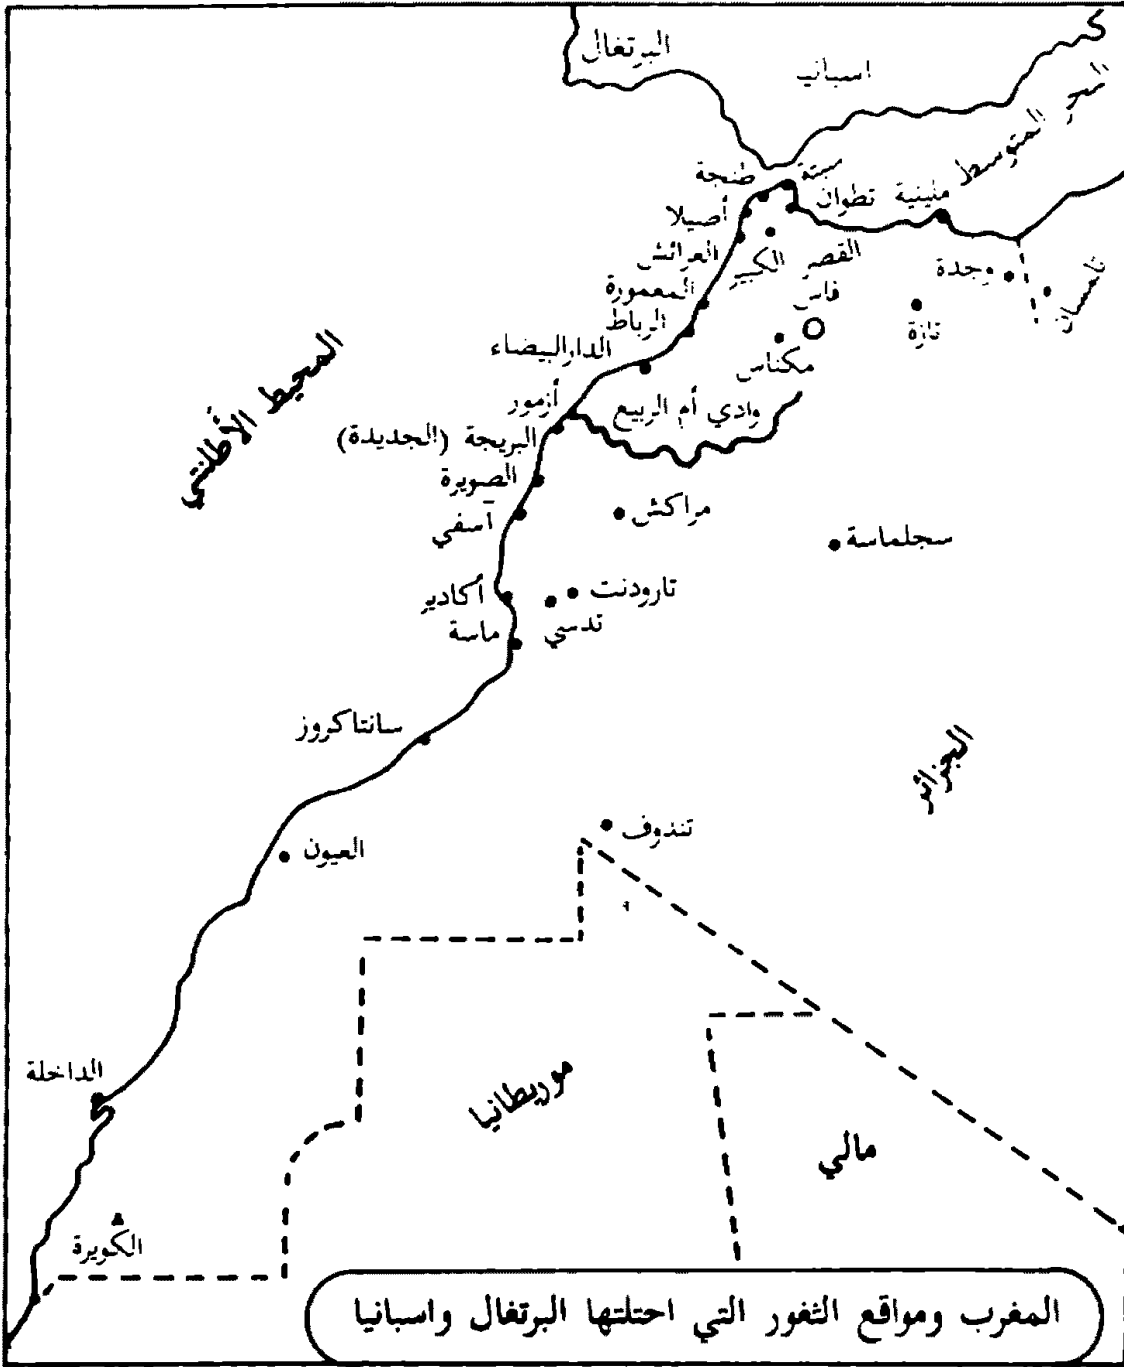 البرتغال
اسبانيا
البحر المتوسط
سبتة
طنجة
تطوان
مليلية
أصيلا
العرائش
القصر الكبير
وجدة
تلمسان
المعمورة
فاس
تازة
الرباط
مكناس
الدار البيضاء
المحيط الأطلنتي
أزمور
وادي أم الربيع
البريجة (الجديدة)
الصويرة
آسفي
مراكش
سجلماسة
أكادير
تارودنت
تدسي
ماسة
سانتاكروز
الجزائر
تندوف
العيون
الداخلة
موريطانيا
مالي
الكويرة
المغرب ومواقع الثغور التي احتلتها البرتغال واسبانيا